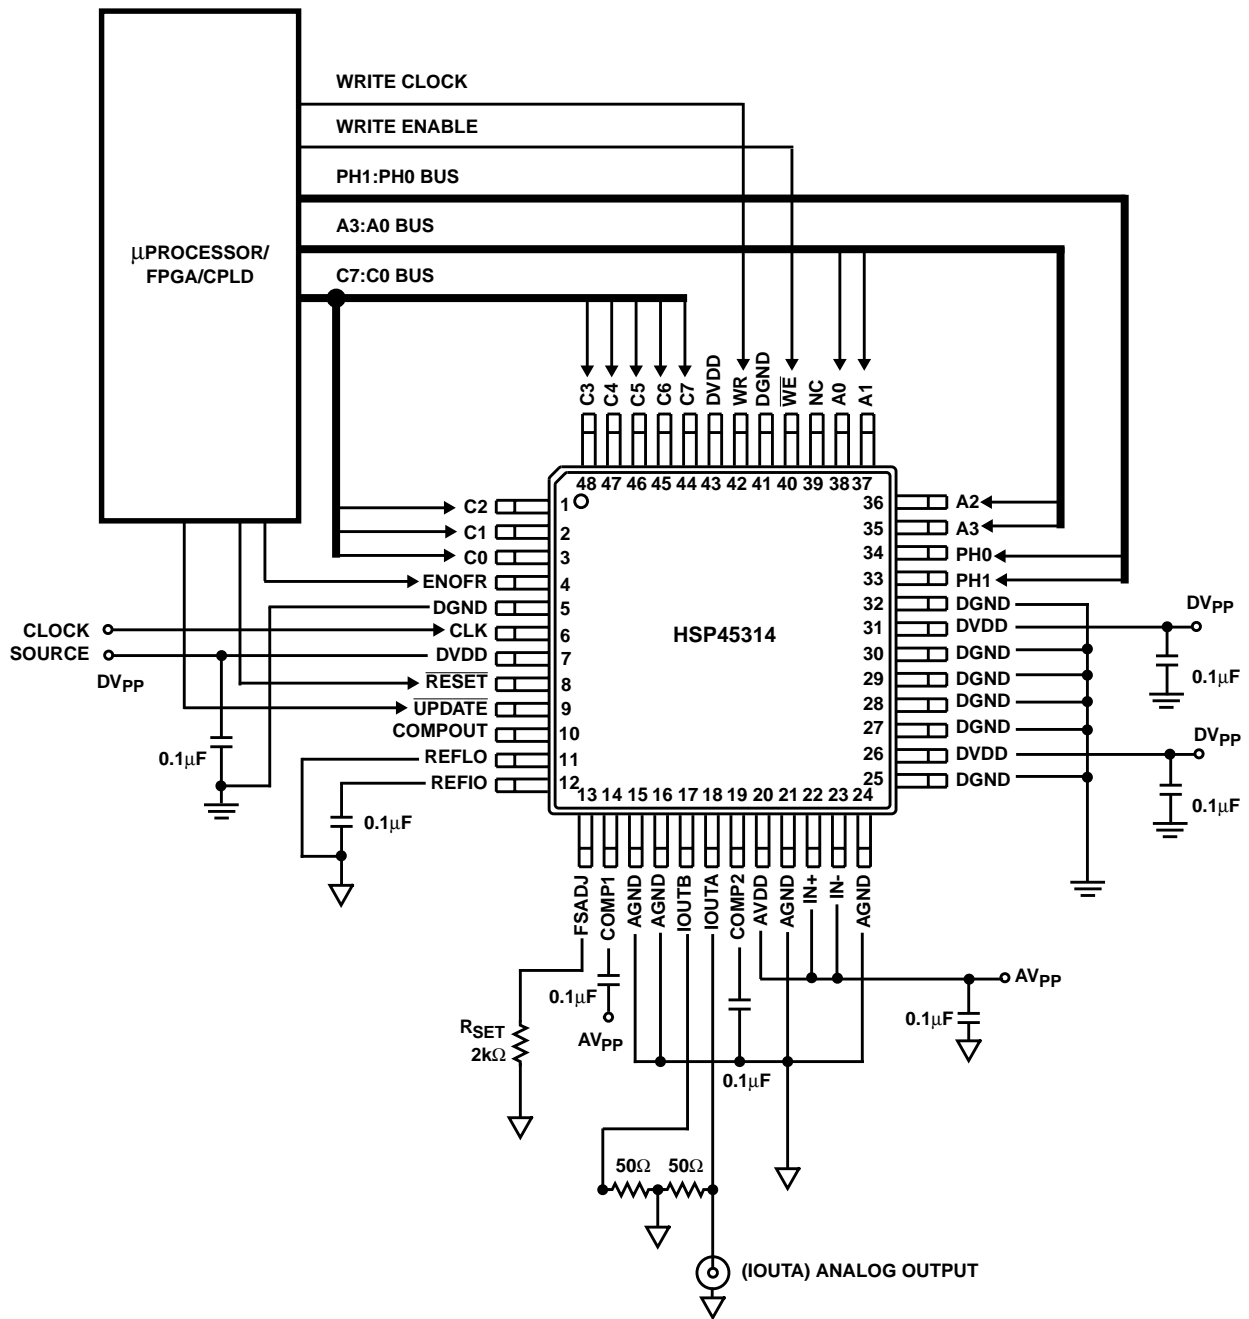 WRITE CLOCK
WRITE ENABLE
PH1:PH0 BUS
A3:A0 BUS
C7:C0 BUS
μPROCESSOR/
FPGA/CPLD
C3
C4
C5
C6
C7
DVDD
WR
DGND
WE
NC
A0
A1
48 47 46 45 44 43 42 41 40 39 38 37
C2 1
C1 2
C0 3
ENOFR 4
DGND 5
CLOCK
SOURCE
CLK 6
DVDD 7
DVPP
RESET 8
UPDATE 9
COMPOUT 10
REFLO 11
REFIO 12
0.1μF
0.1μF
HSP45314
36 A2
35 A3
34 PH0
33 PH1
32 DGND
31 DVDD
30 DGND
29 DGND
28 DGND
27 DGND
26 DVDD
25 DGND
DVPP
0.1μF
DVPP
0.1μF
13 14 15 16 17 18 19 20 21 22 23 24
FSADJ
COMP1
AGND
AGND
IOUTB
IOUTA
COMP2
AVDD
AGND
IN+
IN-
AGND
0.1μF
AVPP
RSET
2kΩ
0.1μF
AVPP
0.1μF
50Ω 50Ω
(IOUTA) ANALOG OUTPUT